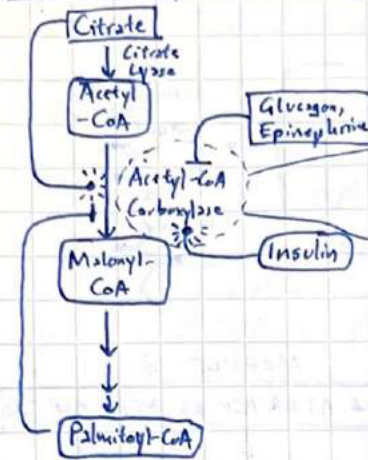 Citrate
Citrate
Lyase
Acetyl
-CoA
Glucagon,
Epinephrine
Acetyl-CoA
Carboxylase
Malonyl-
CoA
Insulin
Palmitoyl-CoA